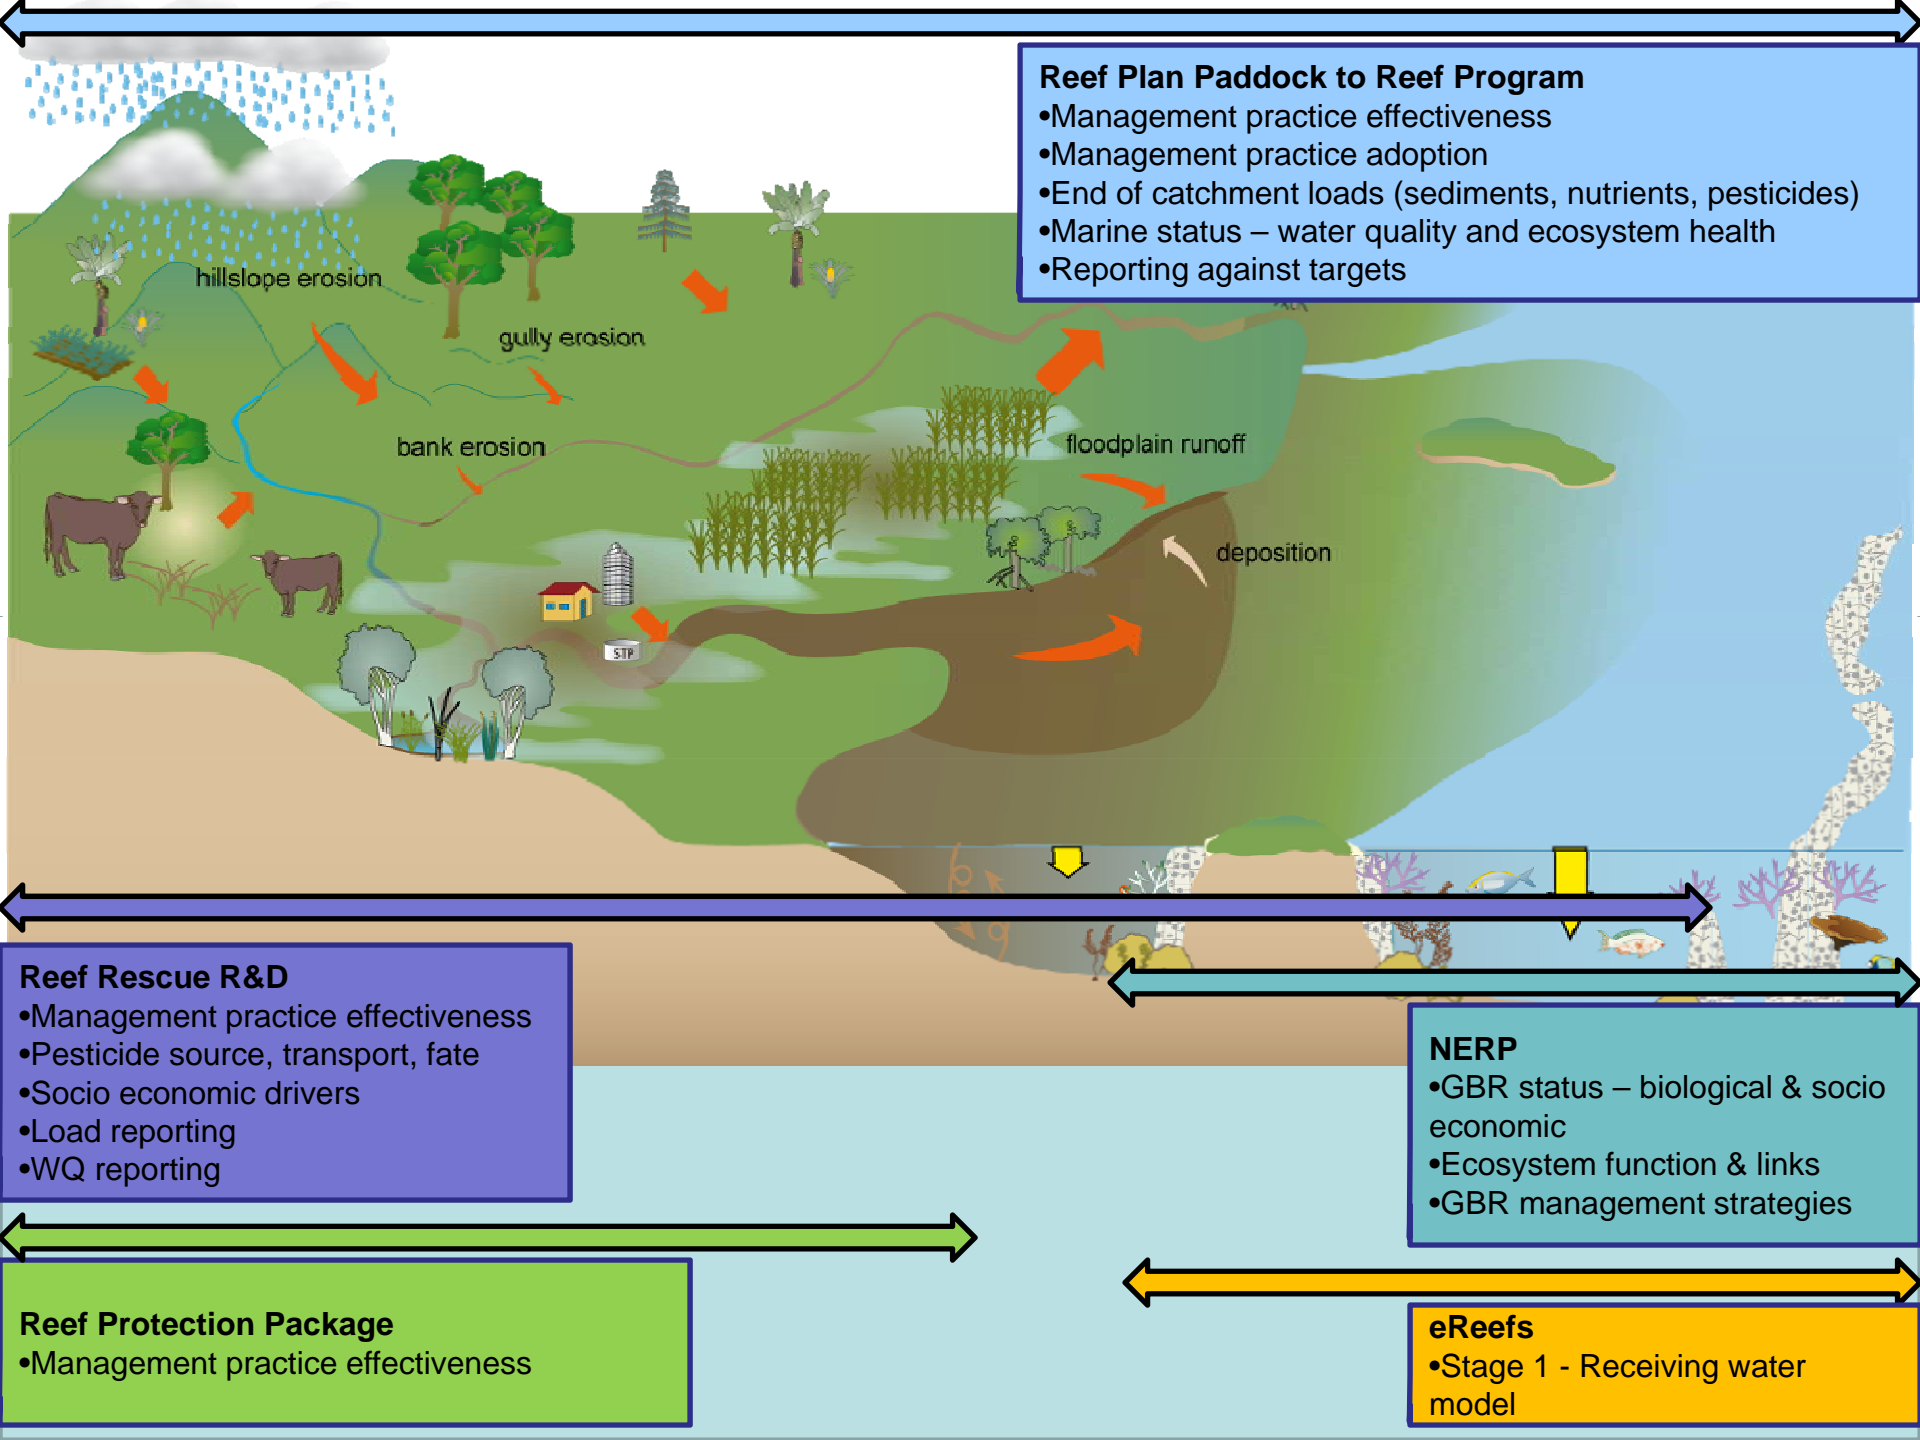 Reef Plan Paddock to Reef Program
•Management practice effectiveness
•Management practice adoption
•End of catchment loads (sediments, nutrients, pesticides)
•Marine status – water quality and ecosystem health
•Reporting against targets
hillslope erosion
gully erosion
bank erosion
floodplain runoff
deposition
STP
Reef Rescue R&D
•Management practice effectiveness
•Pesticide source, transport, fate
•Socio economic drivers
•Load reporting
•WQ reporting
NERP
•GBR status – biological & socio
economic
•Ecosystem function & links
•GBR management strategies
Reef Protection Package
•Management practice effectiveness
eReefs
•Stage 1 - Receiving water
model